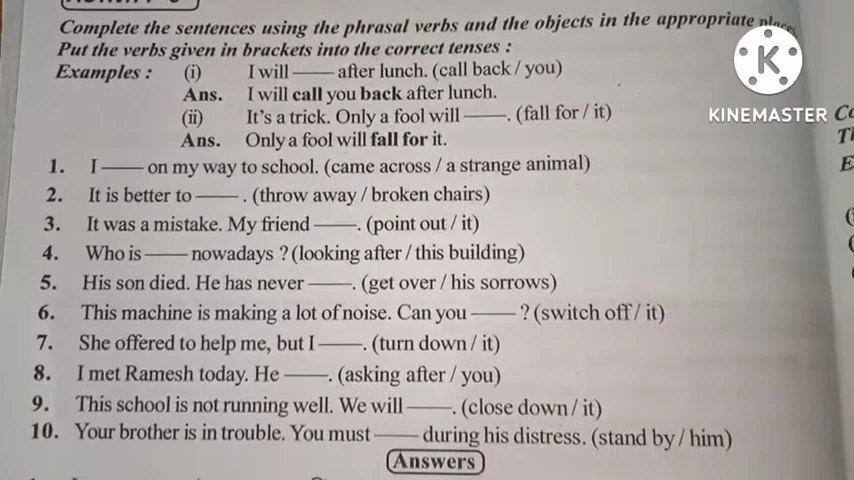 Complete the sentences using the phrasal verbs and the objects in the appropriate
Put the verbs given in brackets into the correct tenses :
Examples : (i) I will —— after lunch. (call back / you)
Ans. I will call you back after lunch.
(ii) It's a trick. Only a fool will ——. (fall for / it)
Ans. Only a fool will fall for it.
1. I —— on my way to school. (came across / a strange animal)
2. It is better to ——. (throw away / broken chairs)
3. It was a mistake. My friend ——. (point out / it)
4. Who is —— nowadays ? (looking after / this building)
5. His son died. He has never ——. (get over / his sorrows)
6. This machine is making a lot of noise. Can you —— ? (switch off / it)
7. She offered to help me, but I ——. (turn down / it)
8. I met Ramesh today. He ——. (asking after / you)
9. This school is not running well. We will ——. (close down / it)
10. Your brother is in trouble. You must —— during his distress. (stand by / him)
Answers
K
KINEMASTER